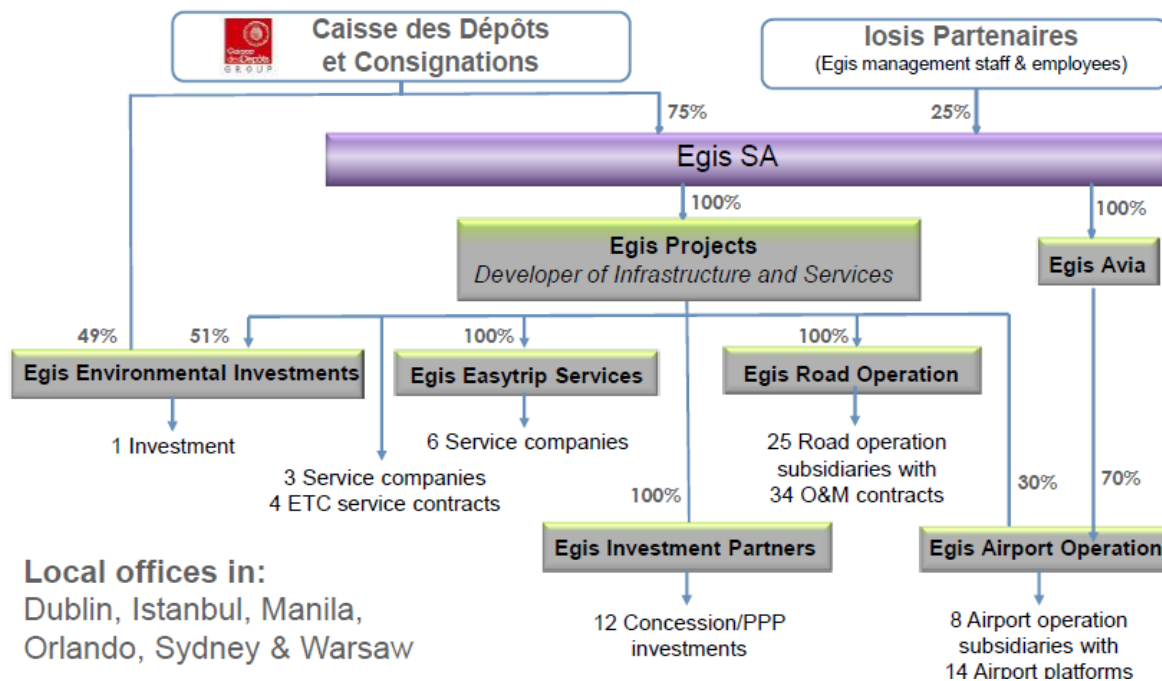 Caisse des Dépôts
et Consignations
Caisse
des Dépôts
GROUP
Iosis Partenaires
(Egis management staff & employees)
75%
25%
Egis SA
100%
100%
Egis Projects
Developer of Infrastructure and Services
Egis Avia
49%
51%
100%
100%
Egis Environmental Investments
Egis Easytrip Services
Egis Road Operation
1 Investment
6 Service companies
3 Service companies
4 ETC service contracts
25 Road operation
subsidiaries with
34 O&M contracts
100%
30%
70%
Egis Investment Partners
Egis Airport Operation
Local offices in:
Dublin, Istanbul, Manila,
Orlando, Sydney & Warsaw
12 Concession/PPP
investments
8 Airport operation
subsidiaries with
14 Airport platforms